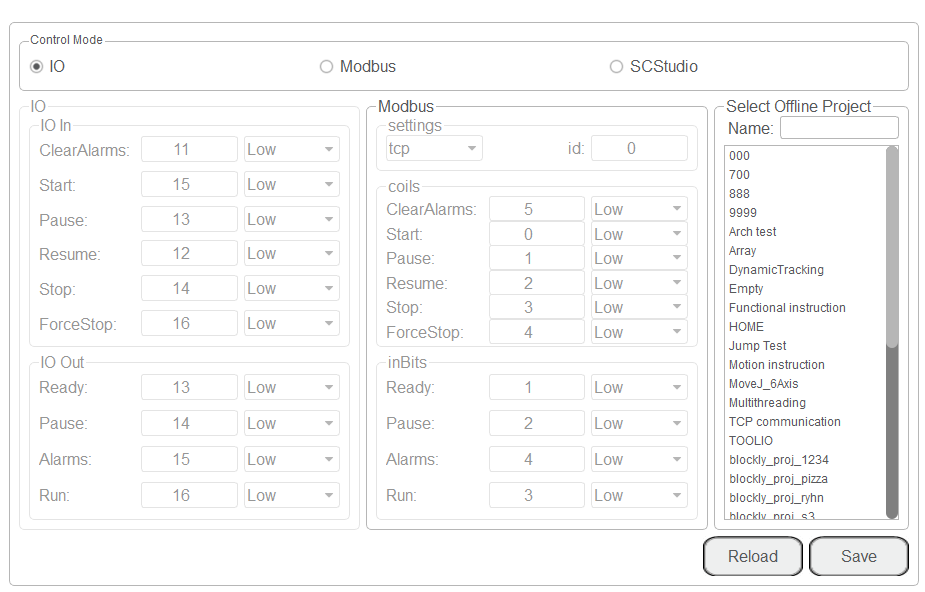 Control Mode
IO Modbus SCStudio
IO
IO In
ClearAlarms: 11 Low
Start: 15 Low
Pause: 13 Low
Resume: 12 Low
Stop: 14 Low
ForceStop: 16 Low
IO Out
Ready: 13 Low
Pause: 14 Low
Alarms: 15 Low
Run: 16 Low
Modbus
settings
tcp id: 0
coils
ClearAlarms: 5 Low
Start: 0 Low
Pause: 1 Low
Resume: 2 Low
Stop: 3 Low
ForceStop: 4 Low
inBits
Ready: 1 Low
Pause: 2 Low
Alarms: 4 Low
Run: 3 Low
Select Offline Project
Name:
000
700
888
9999
Arch test
Array
DynamicTracking
Empty
Functional instruction
HOME
Jump Test
Motion instruction
MoveJ_6Axis
Multithreading
TCP communication
TOOLIO
blockly_proj_1234
blockly_proj_pizza
blockly_proj_ryhn
blockly_proj_s3
Reload Save